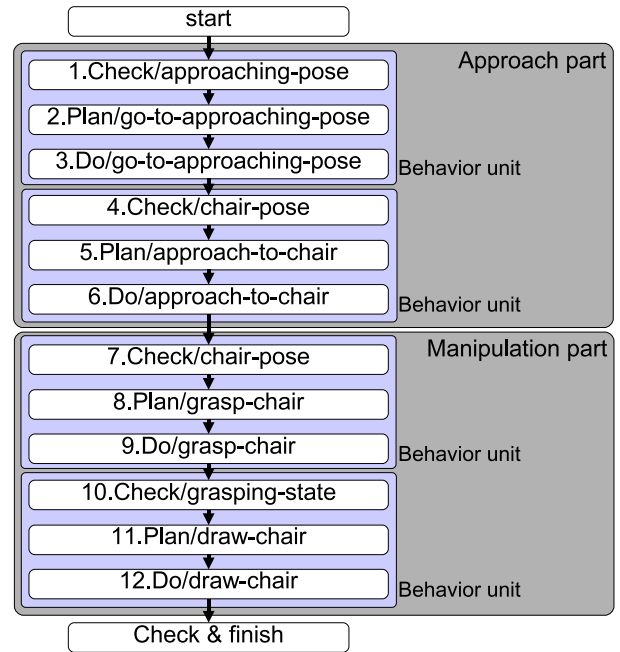 start
Approach part
1.Check/approaching-pose
2.Plan/go-to-approaching-pose
3.Do/go-to-approaching-pose
Behavior unit
4.Check/chair-pose
5.Plan/approach-to-chair
6.Do/approach-to-chair
Behavior unit
Manipulation part
7.Check/chair-pose
8.Plan/grasp-chair
9.Do/grasp-chair
Behavior unit
10.Check/grasping-state
11.Plan/draw-chair
12.Do/draw-chair
Behavior unit
Check & finish